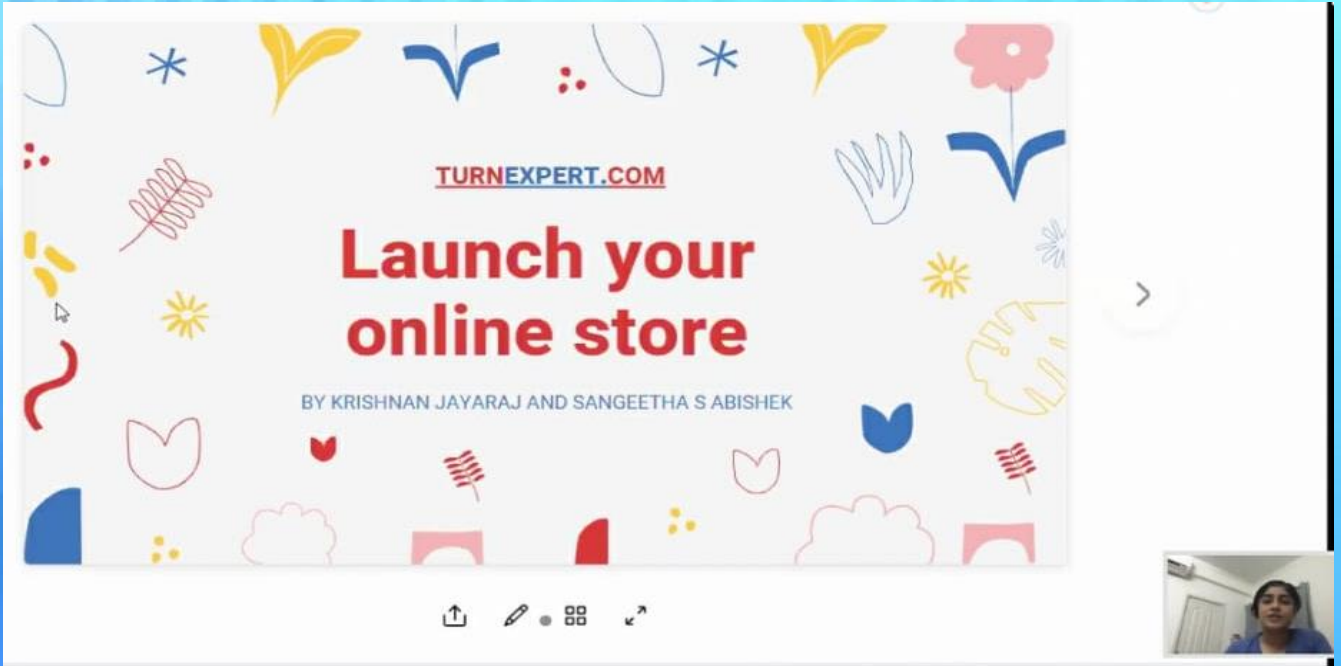 TURNEXPERT.COM
Launch your
online store
BY KRISHNAN JAYARAJ AND SANGEETHA S ABISHEK